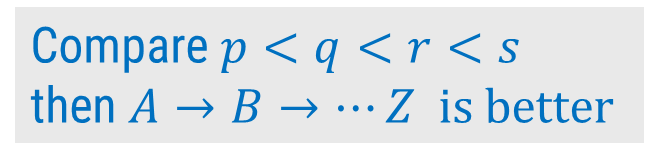 Compare p < q < r < s
then A → B → ⋯ Z is better